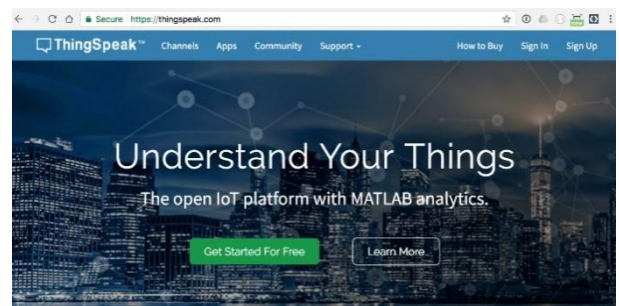 Secure https://thingspeak.com
ThingSpeak™ Channels Apps Community Support How to Buy Sign In Sign Up
Understand Your Things
The open IoT platform with MATLAB analytics.
Get Started For Free Learn More